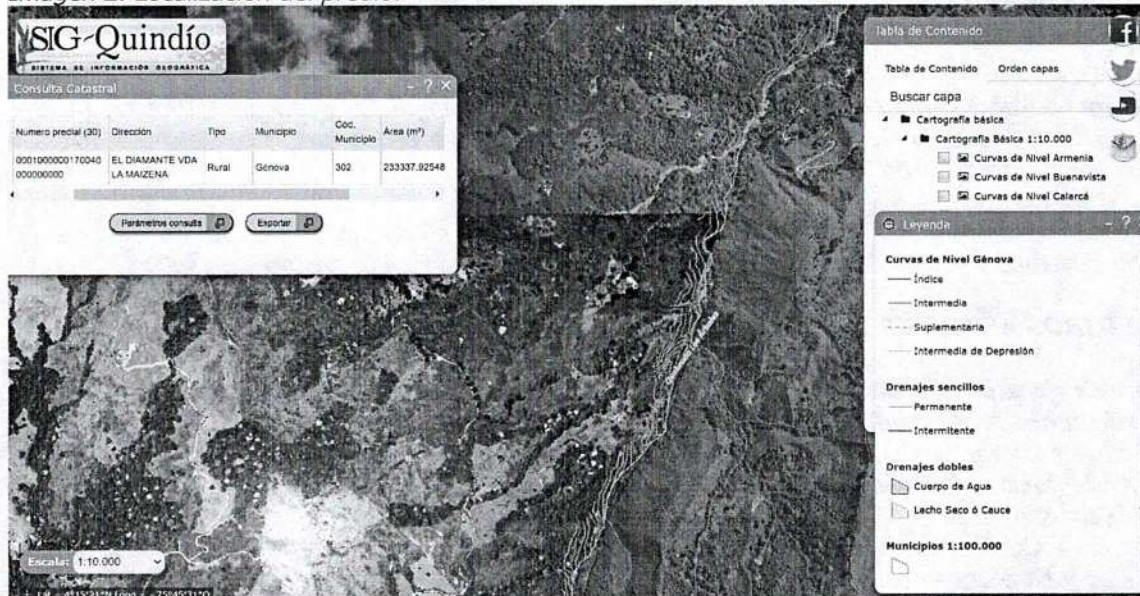 SIG-Quindío
SISTEMA DE INFORMACIÓN GEOGRÁFICA
Consulta Catastral - ? ×
Numero predial (30) Dirección Tipo Municipio Cód. Municipio Área (m²)
0001000000170040000000000 EL DIAMANTE VDA LA MAIZENA Rural Génova 302 233337.92548
Parámetros consulta Exportar
Escala: 1:10.000
Tabla de Contenido
Tabla de Contenido Orden capas
Buscar capa
Cartografía básica
Cartografía Básica 1:10.000
Curvas de Nivel Armenia
Curvas de Nivel Buenavista
Curvas de Nivel Calarcá
Leyenda - ?
Curvas de Nivel Génova
Índice
Intermedia
Suplementaria
Intermedia de Depresión
Drenajes sencillos
Permanente
Intermitente
Drenajes dobles
Cuerpo de Agua
Lecho Seco ó Cauce
Municipios 1:100.000